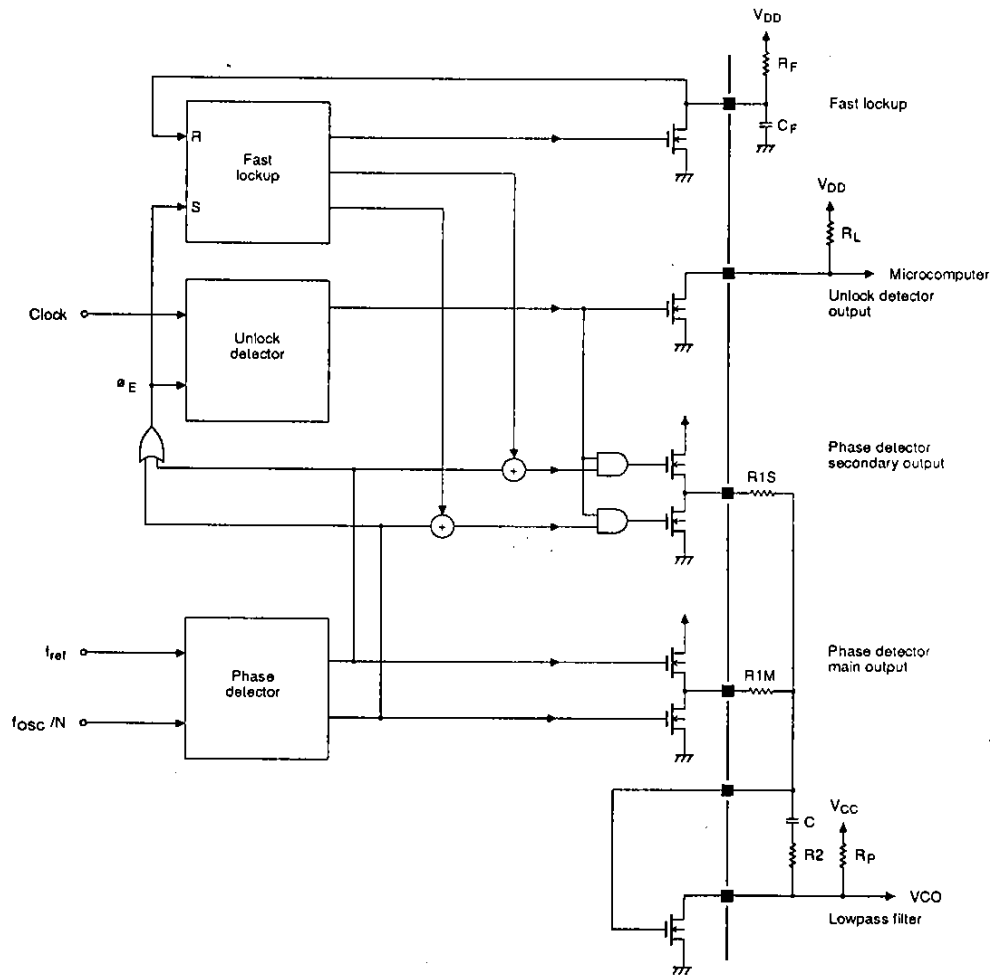 VDD
RF
Fast lockup
CF
R
Fast
lockup
S
VDD
RL
Microcomputer
Unlock detector
output
Clock
Unlock
detector
øE
Phase detector
secondary output
R1S
+
+
fret
Phase
detector
fOSC /N
Phase detector
main output
R1M
C
VCC
R2
RP
VCO
Lowpass filter